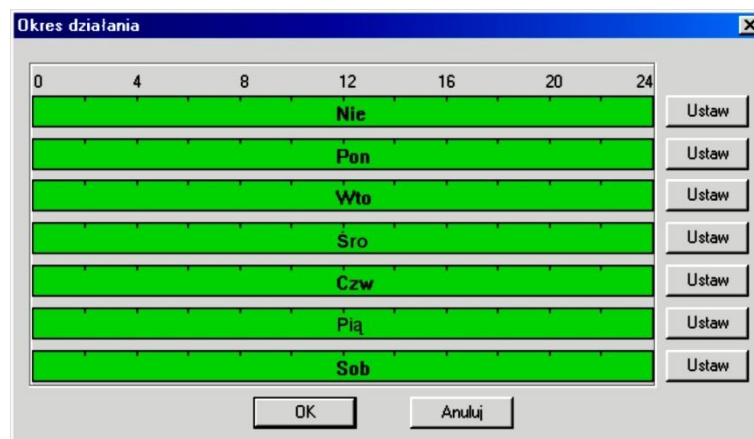 Okres działania
0 4 8 12 16 20 24
Nie Ustaw
Pon Ustaw
Wto Ustaw
Śro Ustaw
Czw Ustaw
Pią Ustaw
Sob Ustaw
OK Anuluj